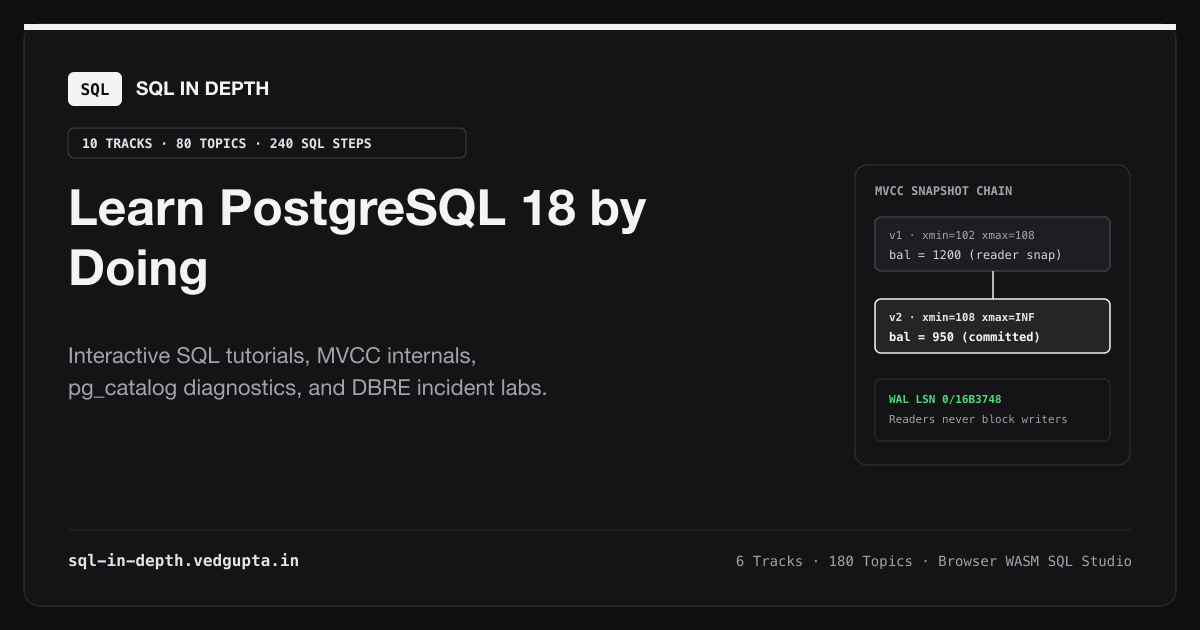 SQL SQL IN DEPTH
10 TRACKS · 80 TOPICS · 240 SQL STEPS
Learn PostgreSQL 18 by
Doing
Interactive SQL tutorials, MVCC internals,
pg_catalog diagnostics, and DBRE incident labs.
MVCC SNAPSHOT CHAIN
v1 · xmin=102 xmax=108
bal = 1200 (reader snap)
v2 · xmin=108 xmax=INF
bal = 950 (committed)
WAL LSN 0/16B3748
Readers never block writers
sql-in-depth.vedgupta.in
6 Tracks · 180 Topics · Browser WASM SQL Studio